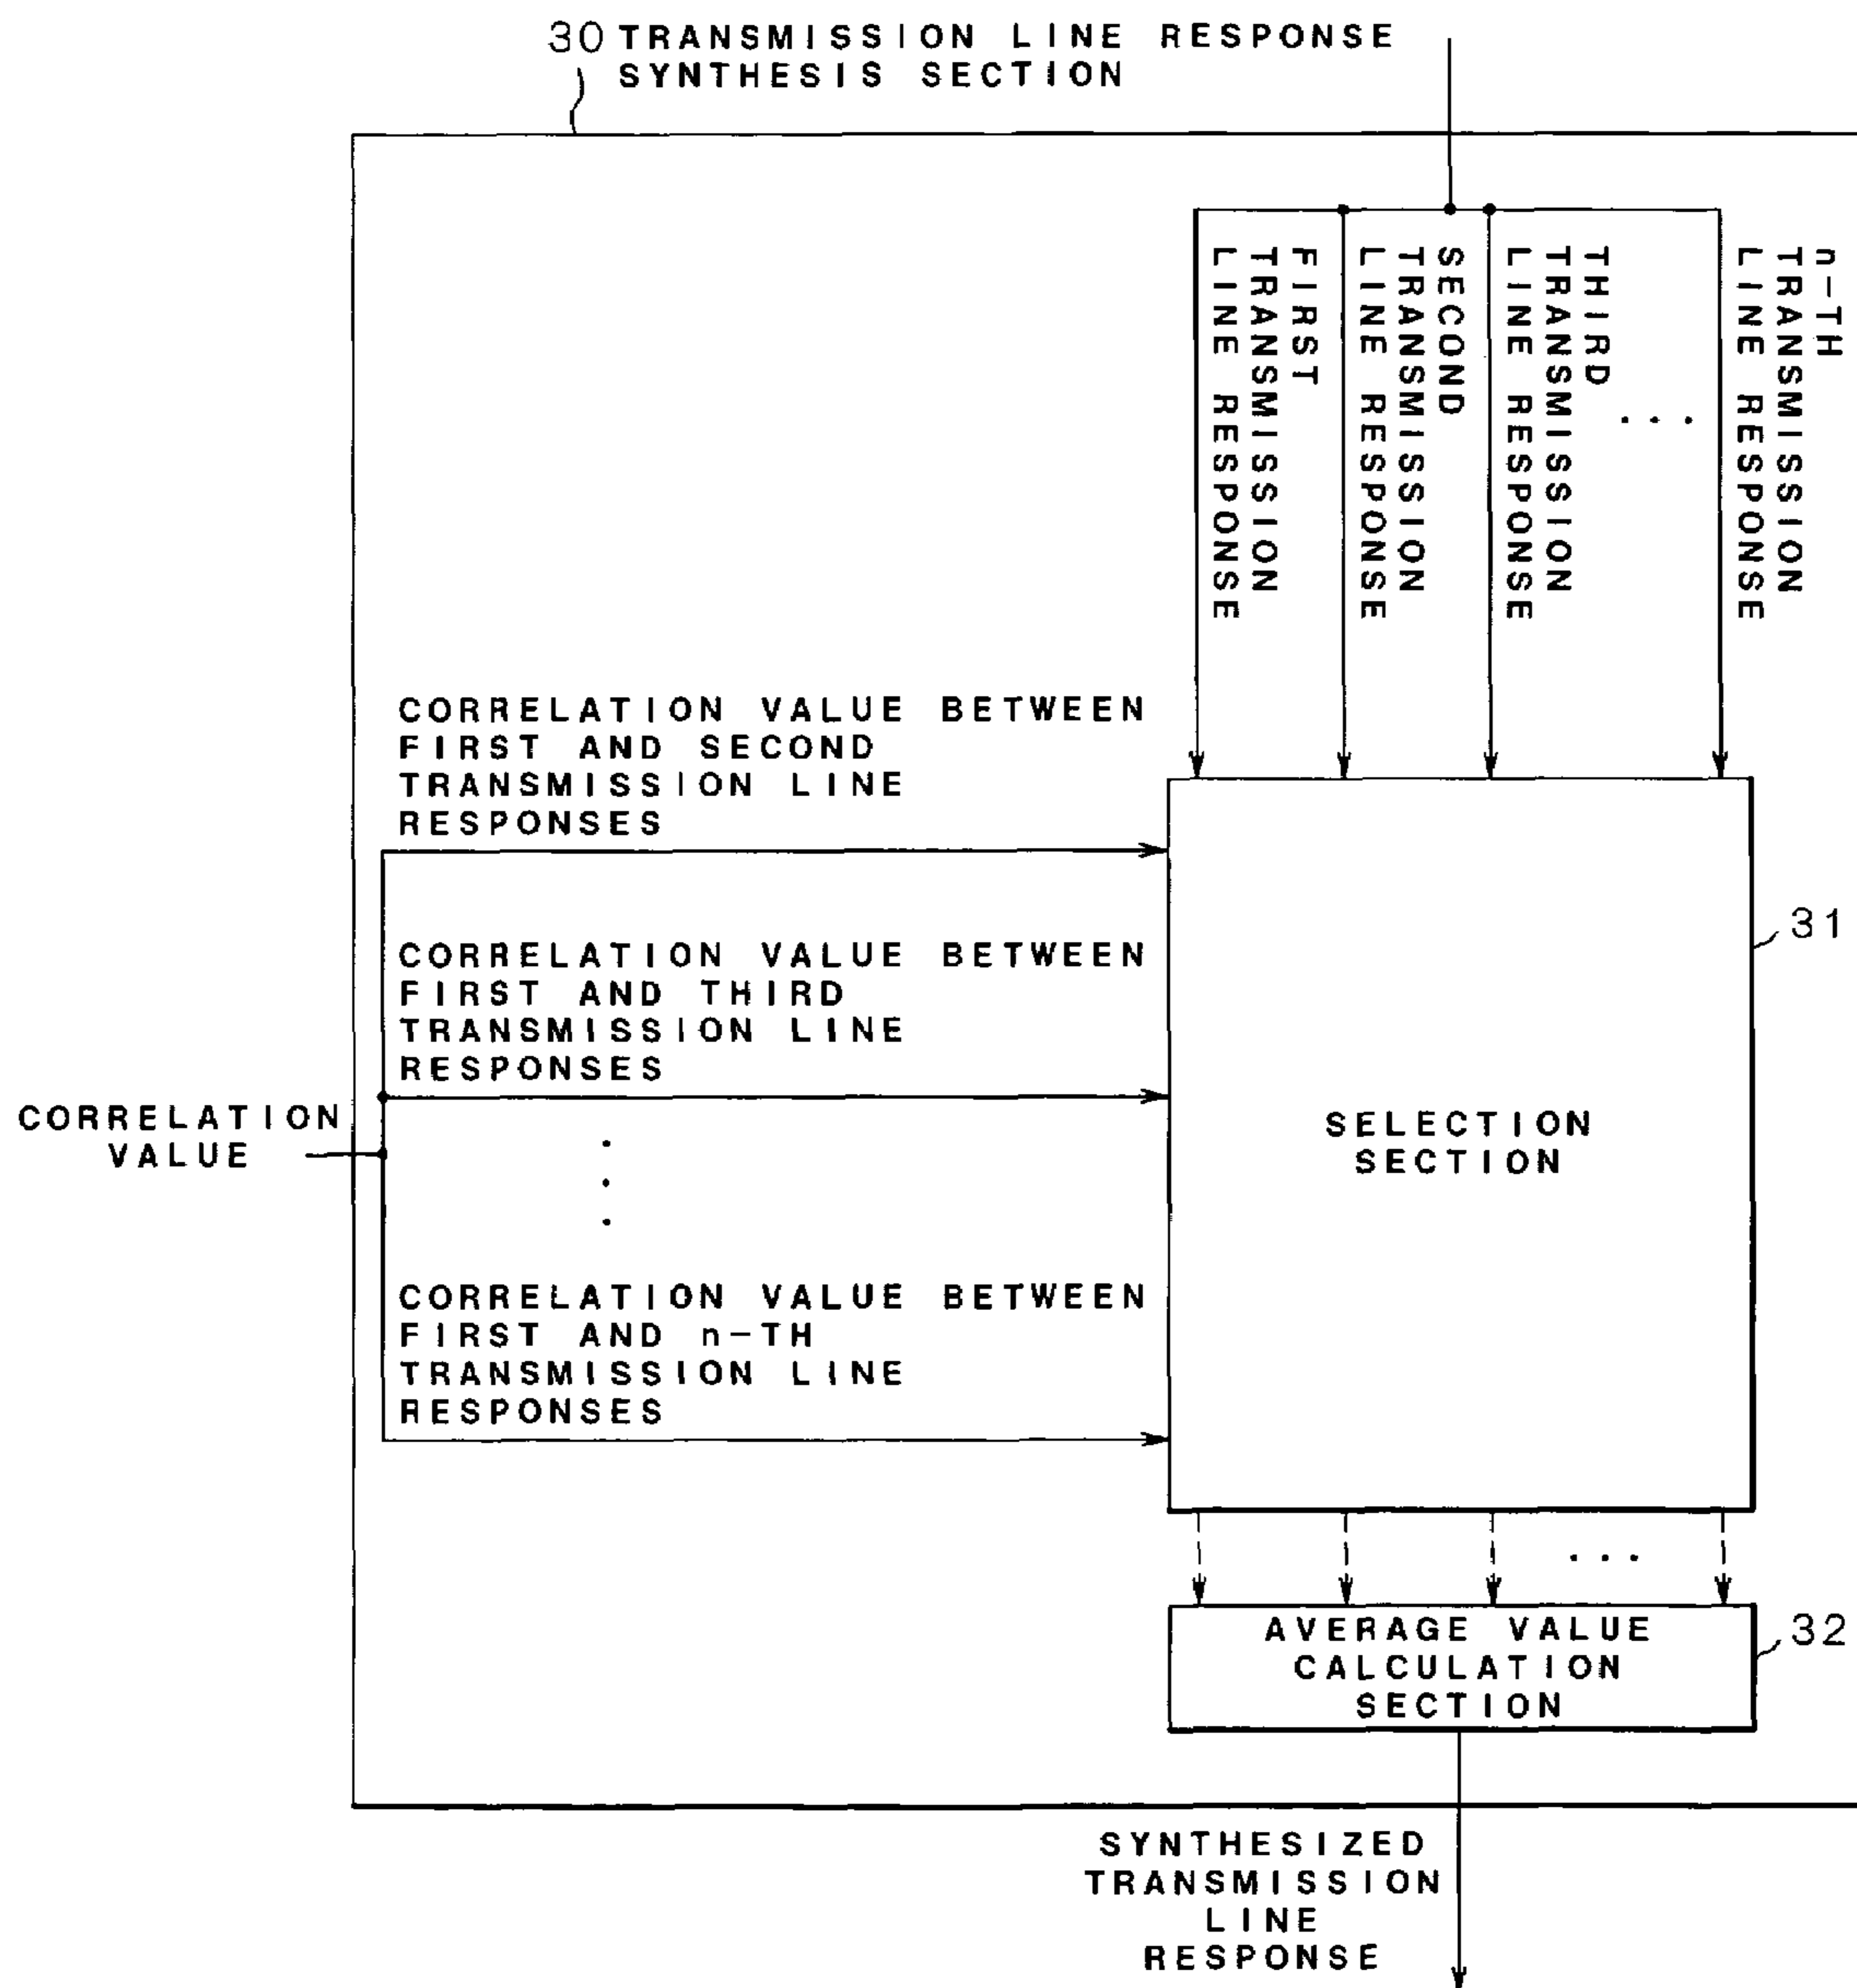 30 TRANSMISSION LINE RESPONSE
SYNTHESIS SECTION
FIRST
TRANSMISSION
LINE RESPONSE
SECOND
TRANSMISSION
LINE RESPONSE
THIRD
TRANSMISSION
LINE RESPONSE
...
n-TH
TRANSMISSION
LINE RESPONSE
CORRELATION VALUE BETWEEN
FIRST AND SECOND
TRANSMISSION LINE
RESPONSES
31
CORRELATION VALUE BETWEEN
FIRST AND THIRD
TRANSMISSION LINE
RESPONSES
CORRELATION
VALUE
SELECTION
SECTION
...
CORRELATION VALUE BETWEEN
FIRST AND n-TH
TRANSMISSION LINE
RESPONSES
...
AVERAGE VALUE
CALCULATION
SECTION
32
SYNTHESIZED
TRANSMISSION
LINE
RESPONSE